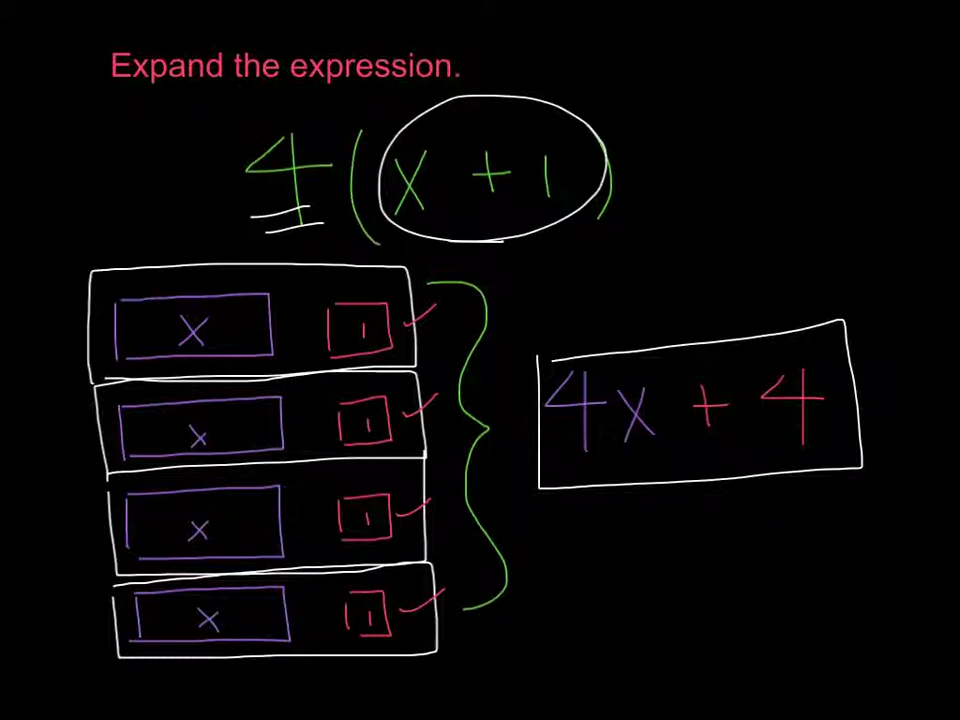 Expand the expression.
4 ( x + 1 )
x 1
x 1
4x + 4
x 1
x 1